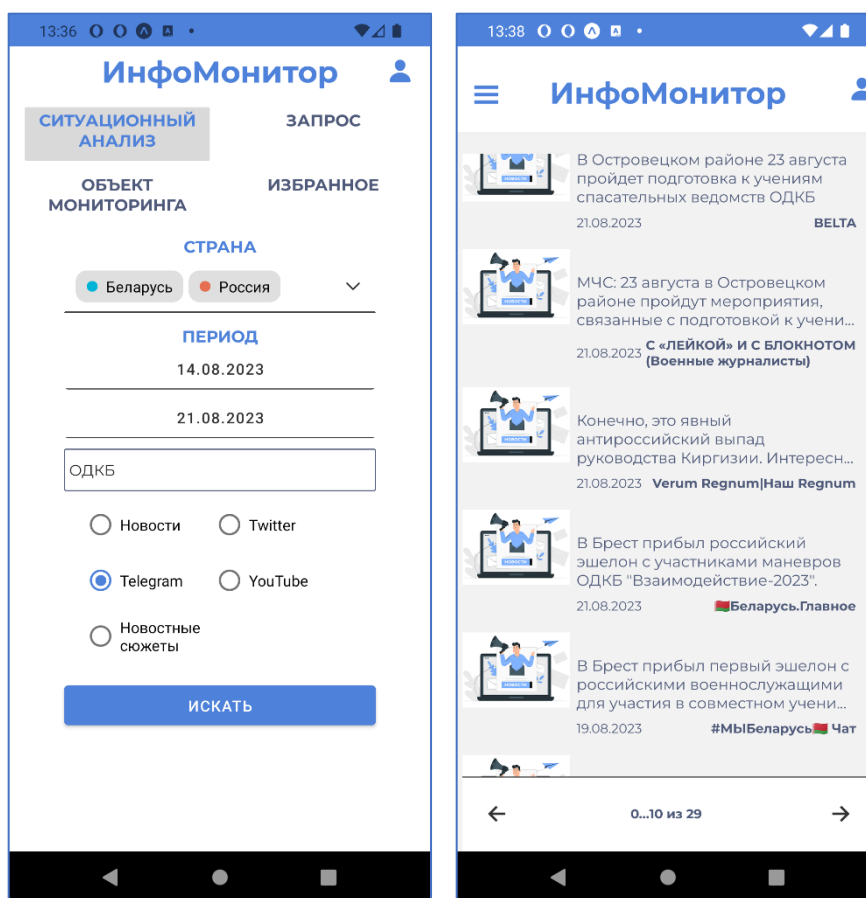 13:36
ИнфоМонитор
СИТУАЦИОННЫЙ
АНАЛИЗ
ЗАПРОС
ОБЪЕКТ
МОНИТОРИНГА
ИЗБРАННОЕ
СТРАНА
Беларусь
Россия
ПЕРИОД
14.08.2023
21.08.2023
ОДКБ
Новости
Twitter
Telegram
YouTube
Новостные
сюжеты
ИСКАТЬ
13:38
ИнфоМонитор
НОВОСТИ
В Островецком районе 23 августа
пройдет подготовка к учениям
спасательных ведомств ОДКБ
21.08.2023
BELTA
НОВОСТИ
МЧС: 23 августа в Островецком
районе пройдут мероприятия,
связанные с подготовкой к учени...
21.08.2023
С «ЛЕЙКОЙ» И С БЛОКНОТОМ
(Военные журналисты)
НОВОСТИ
Конечно, это явный
антироссийский выпад
руководства Киргизии. Интересн...
21.08.2023
Verum Regnum|Наш Regnum
НОВОСТИ
В Брест прибыл российский
эшелон с участниками маневров
ОДКБ "Взаимодействие-2023".
21.08.2023
🇧🇾Беларусь.Главное
НОВОСТИ
В Брест прибыл первый эшелон с
российскими военнослужащими
для участия в совместном учени...
19.08.2023
#МЫБеларусь🇧🇾 Чат
0...10 из 29